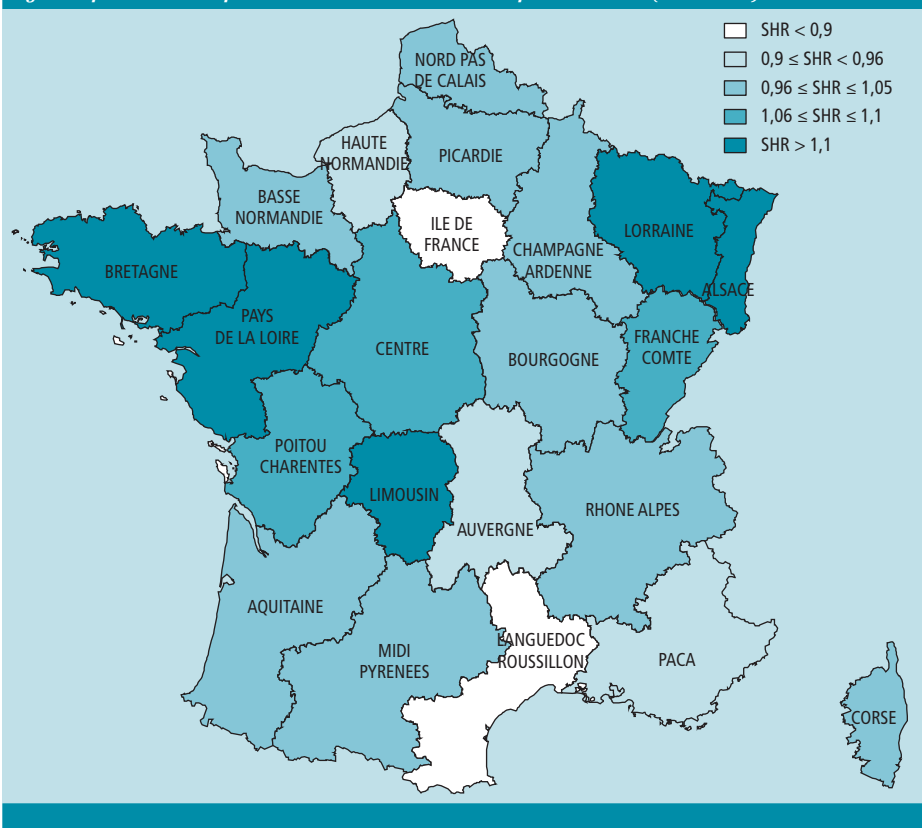 SHR < 0,9
0,9 ≤ SHR < 0,96
0,96 ≤ SHR ≤ 1,05
1,06 ≤ SHR ≤ 1,1
SHR > 1,1
NORD PAS
DE CALAIS
HAUTE
NORMANDIE
PICARDIE
BASSE
NORMANDIE
ILE DE
FRANCE
CHAMPAGNE
ARDENNE
LORRAINE
ALSACE
BRETAGNE
PAYS
DE LA LOIRE
CENTRE
BOURGOGNE
FRANCHE
COMTE
POITOU
CHARENTES
LIMOUSIN
AUVERGNE
RHONE ALPES
AQUITAINE
MIDI
PYRENEES
LANGUEDOC
ROUSSILLON
PACA
CORSE